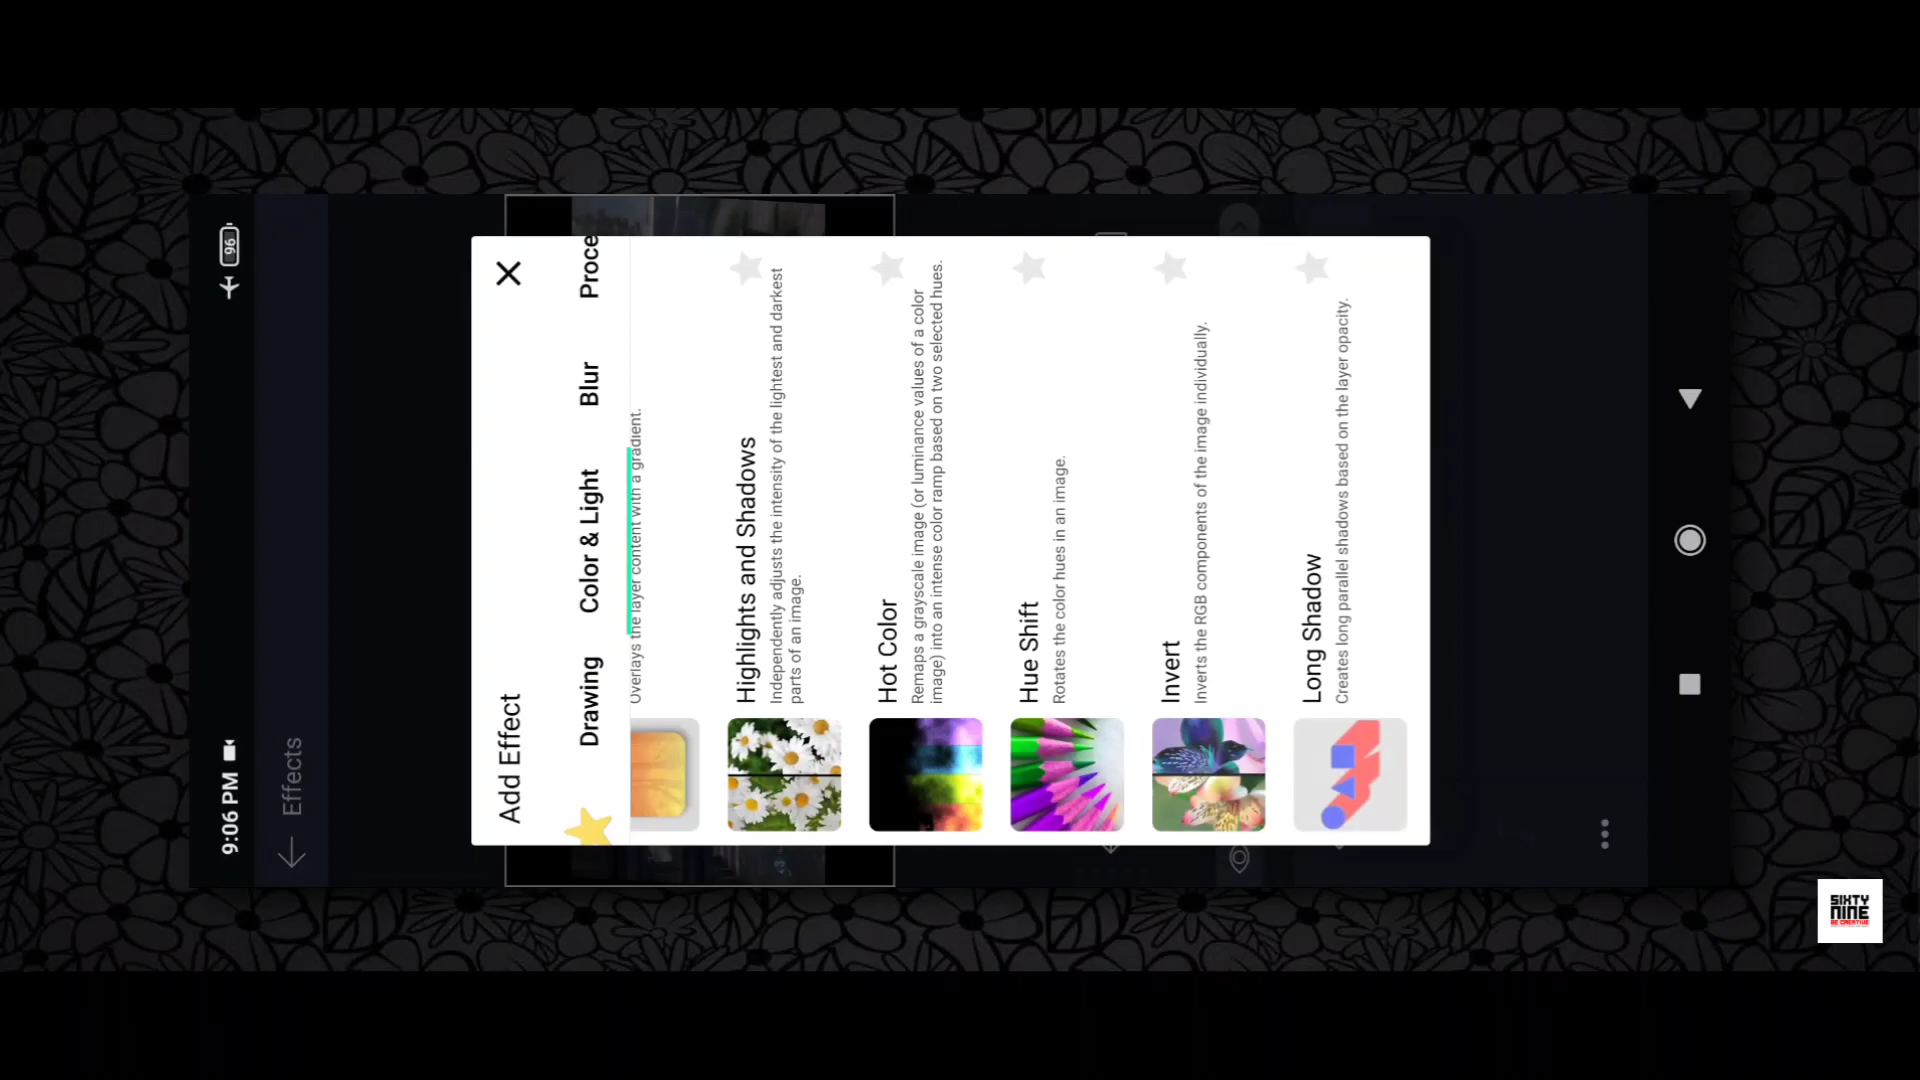 9:06 PM
96
Effects
Add Effect
Drawing
Color & Light
Blur
Proce
Overlays the layer content with a gradient.
Highlights and Shadows
Independently adjusts the intensity of the lightest and darkest
parts of an image.
Hot Color
Remaps a grayscale image (or luminance values of a color
image) into an intense color ramp based on two selected hues.
Hue Shift
Rotates the color hues in an image.
Invert
Inverts the RGB components of the image individually.
Long Shadow
Creates long parallel shadows based on the layer opacity.
SIXTY
NINE
BE CREATIVE